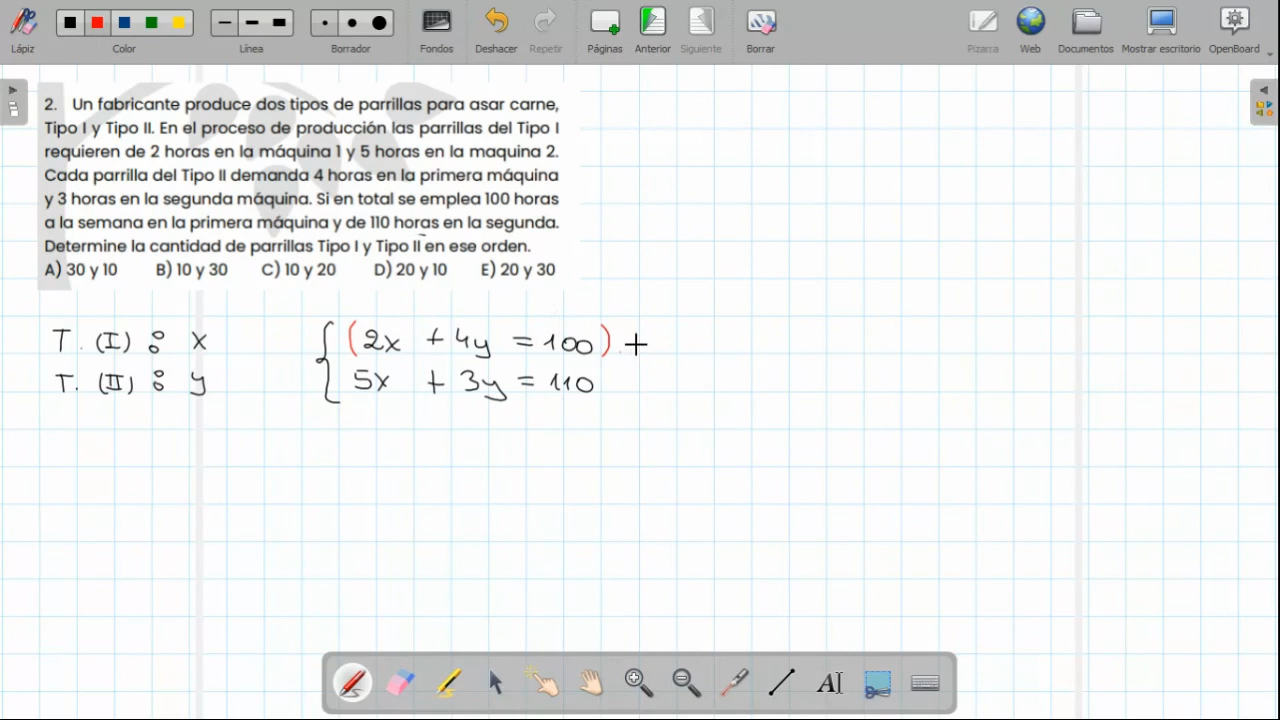 Lápiz
Color
Línea
Borrador
Fondos
Deshacer
Repetir
Páginas
Anterior
Siguiente
Borrar
Pizarra
Web
Documentos
Mostrar escritorio
OpenBoard
2. Un fabricante produce dos tipos de parrillas para asar carne,
Tipo I y Tipo II. En el proceso de producción las parrillas del Tipo I
requieren de 2 horas en la máquina 1 y 5 horas en la maquina 2.
Cada parrilla del Tipo II demanda 4 horas en la primera máquina
y 3 horas en la segunda máquina. Si en total se emplea 100 horas
a la semana en la primera máquina y de 110 horas en la segunda.
Determine la cantidad de parrillas Tipo I y Tipo II en ese orden.
A) 30 y 10 B) 10 y 30 C) 10 y 20 D) 20 y 10 E) 20 y 30
T. (I) : x { (2x + 4y = 100)
T. (II) : y 5x + 3y = 110
AI